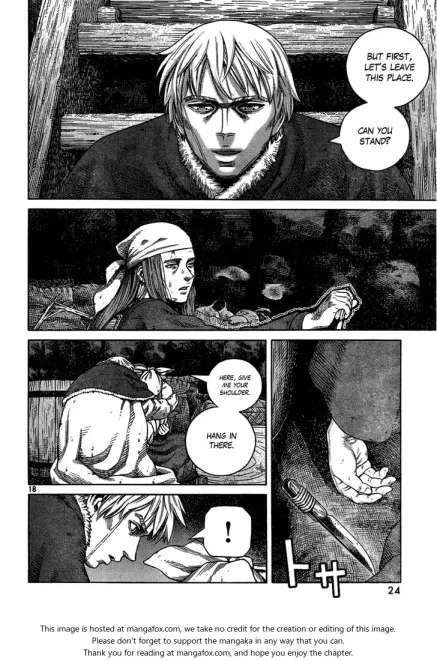 BUT FIRST,
LET'S LEAVE
THIS PLACE.
CAN YOU
STAND?
HERE, GIVE
ME YOUR
SHOULDER.
HANG IN
THERE.
18
!
トサ
24
This image is hosted at mangafox.com, we take no credit for the creation or editing of this image.
Please don't forget to support the mangaka in any way that you can.
Thank you for reading at mangafox.com, and hope you enjoy the chapter.